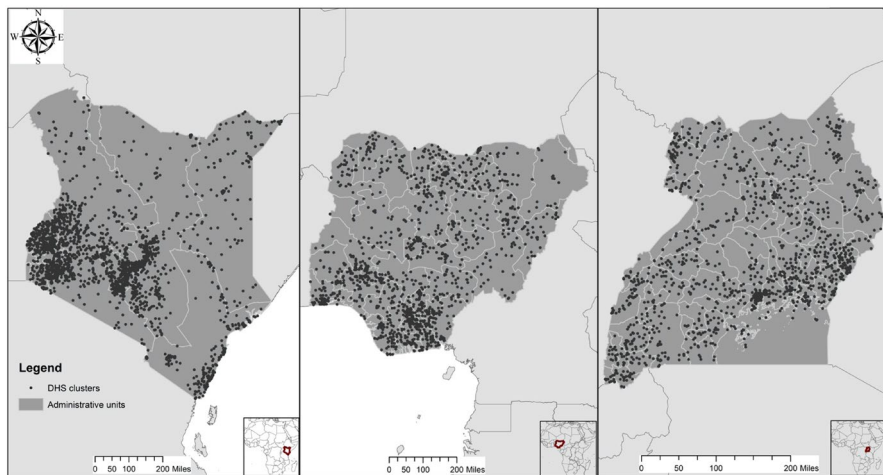 N
W E
S
Legend
DHS clusters
Administrative units
0 50 100 200 Miles
0 50 100 200 Miles
0 50 100 200 Miles